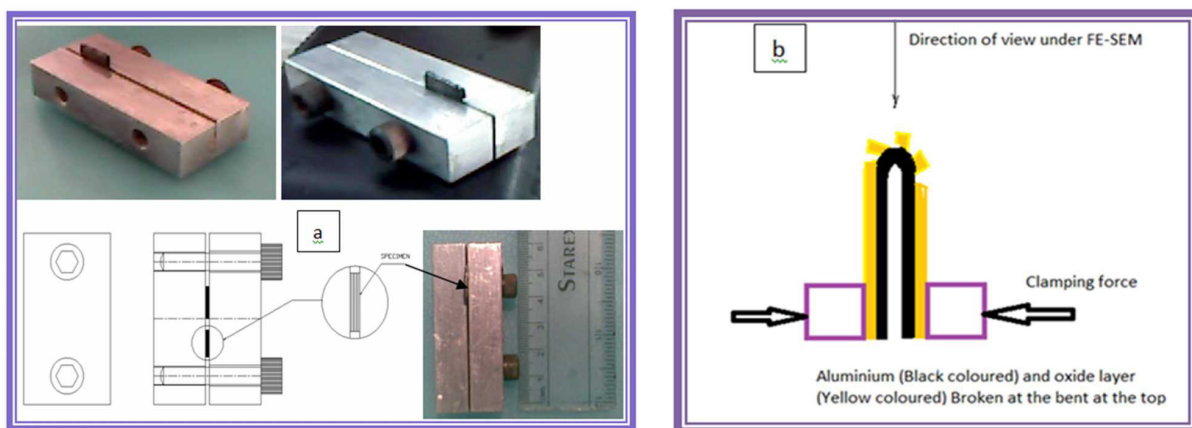 a
SPECIMEN
STAREX
b
Direction of view under FE-SEM
Clamping force
Aluminium (Black coloured) and oxide layer
(Yellow coloured) Broken at the bent at the top